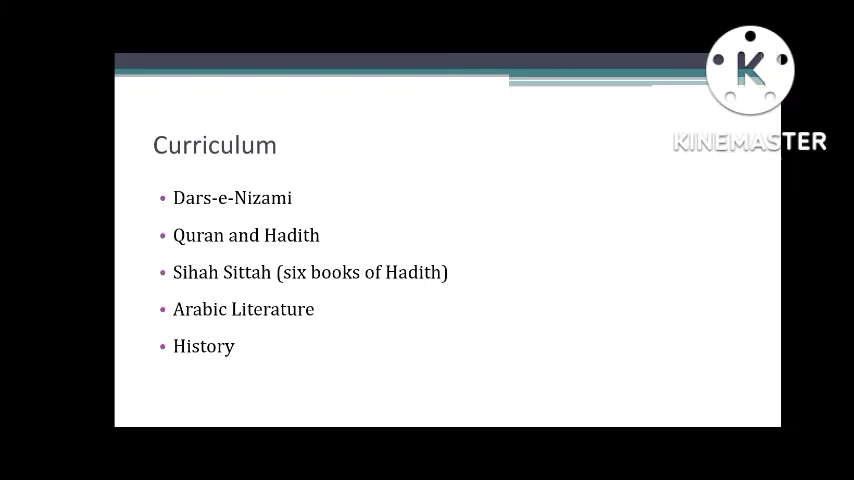 Curriculum
• Dars-e-Nizami
• Quran and Hadith
• Sihah Sittah (six books of Hadith)
• Arabic Literature
• History
K
KINEMASTER